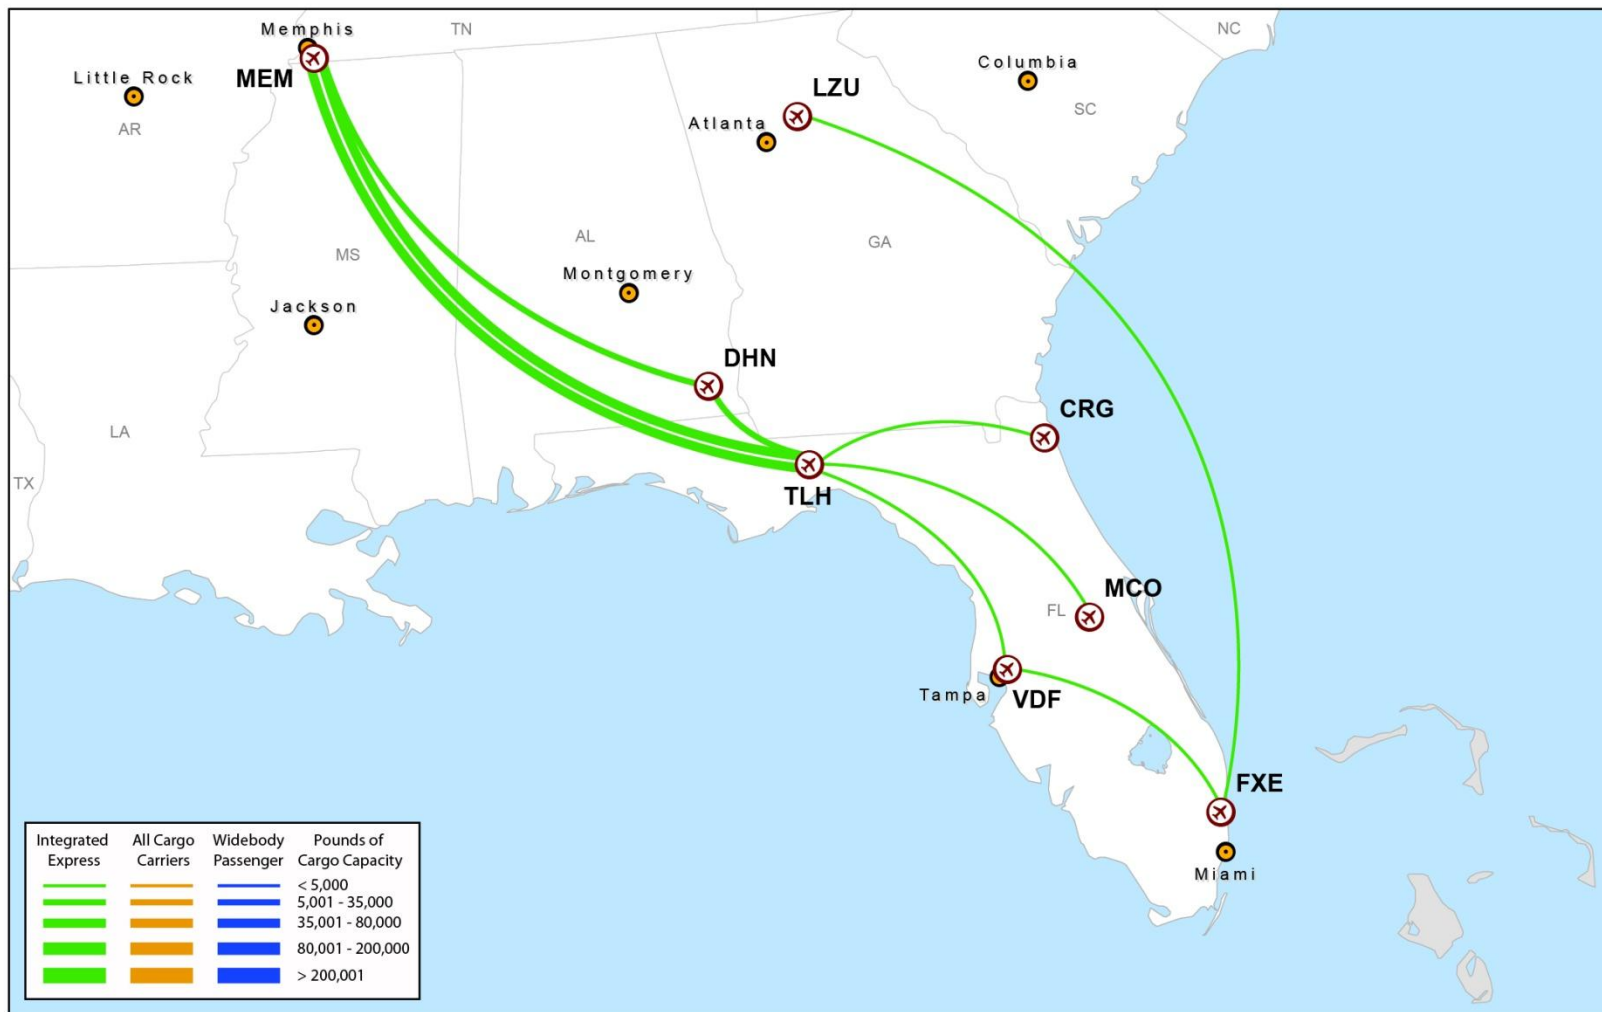 Memphis
TN
NC
MEM
Little Rock
AR
LZU
Columbia
SC
Atlanta
MS
AL
GA
Montgomery
Jackson
DHN
CRG
LA
TX
TLH
MCO
FL
Tampa
VDF
FXE
Miami
Integrated Express
All Cargo Carriers
Widebody Passenger
Pounds of Cargo Capacity
< 5,000
5,001 - 35,000
35,001 - 80,000
80,001 - 200,000
> 200,001